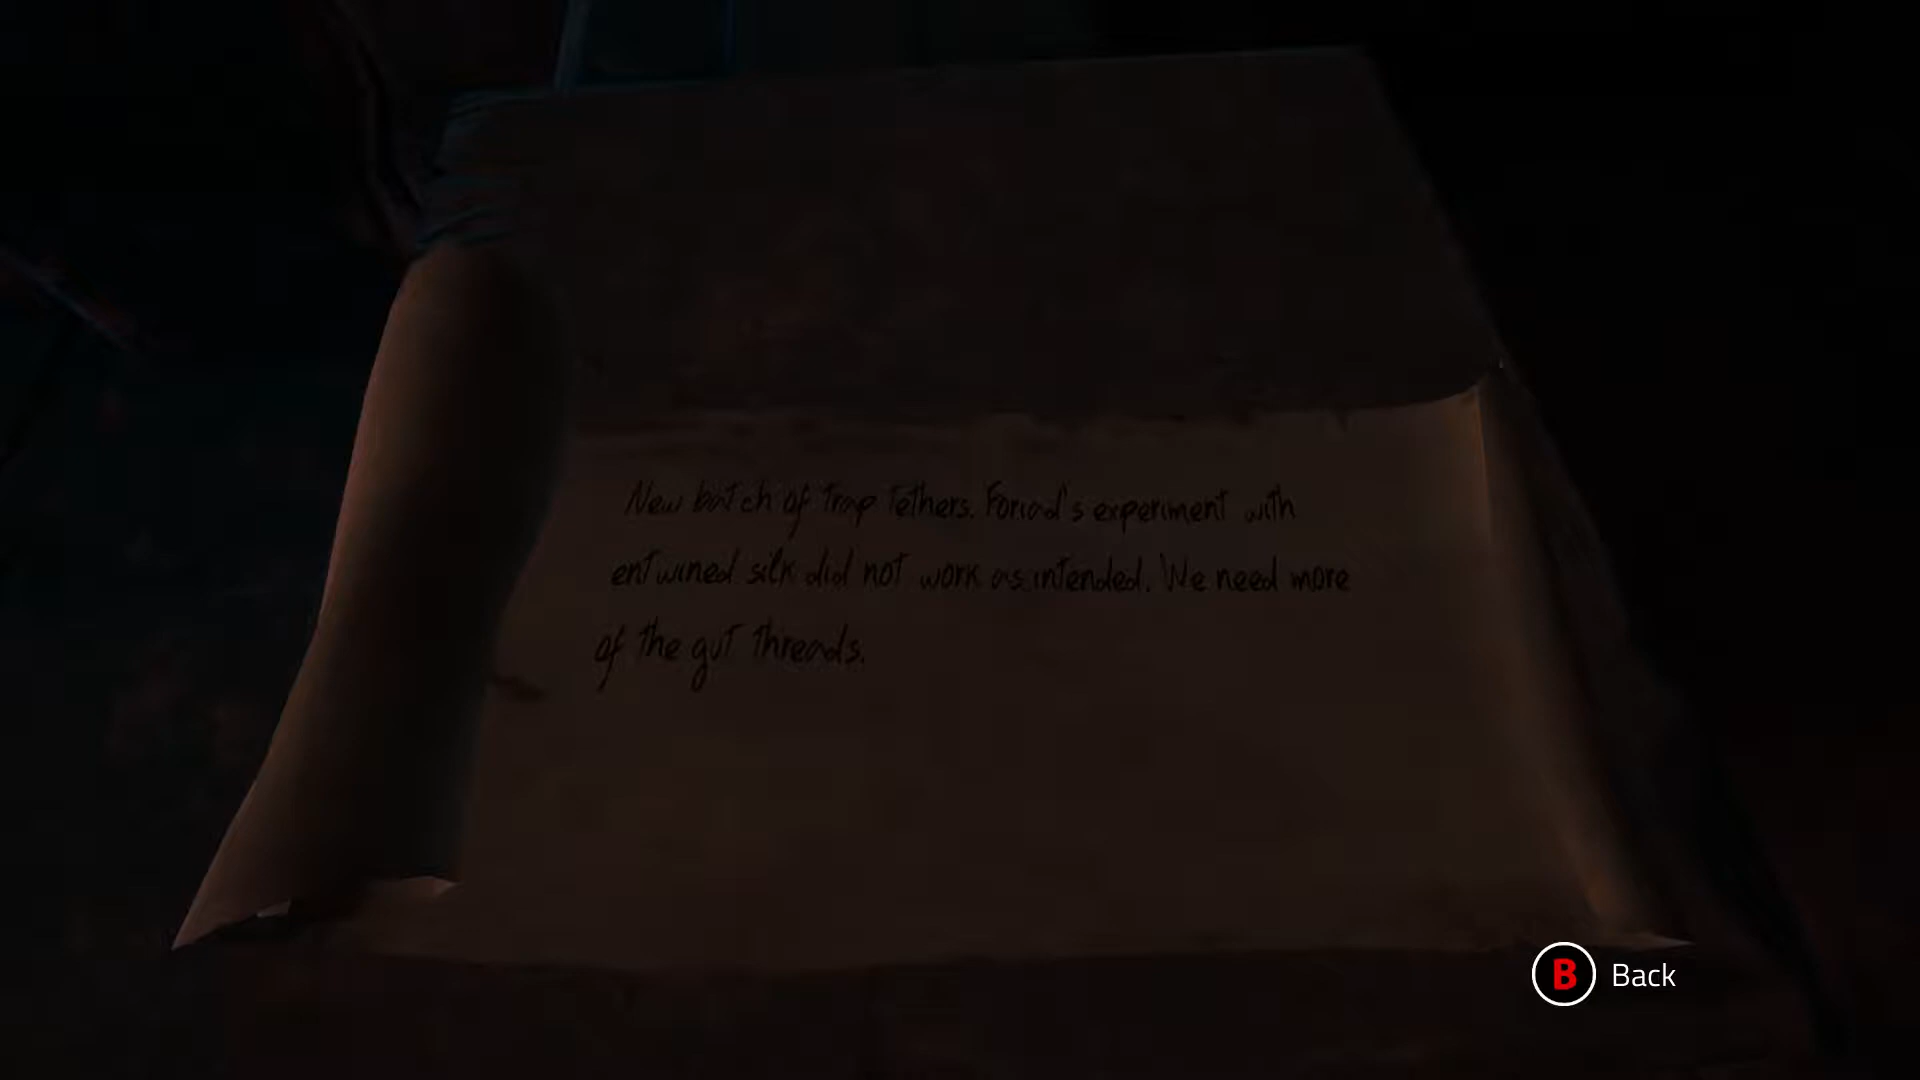 New batch of trap tethers. Foriad's experiment with
entwined silk did not work as intended. We need more
of the gut threads.
B Back